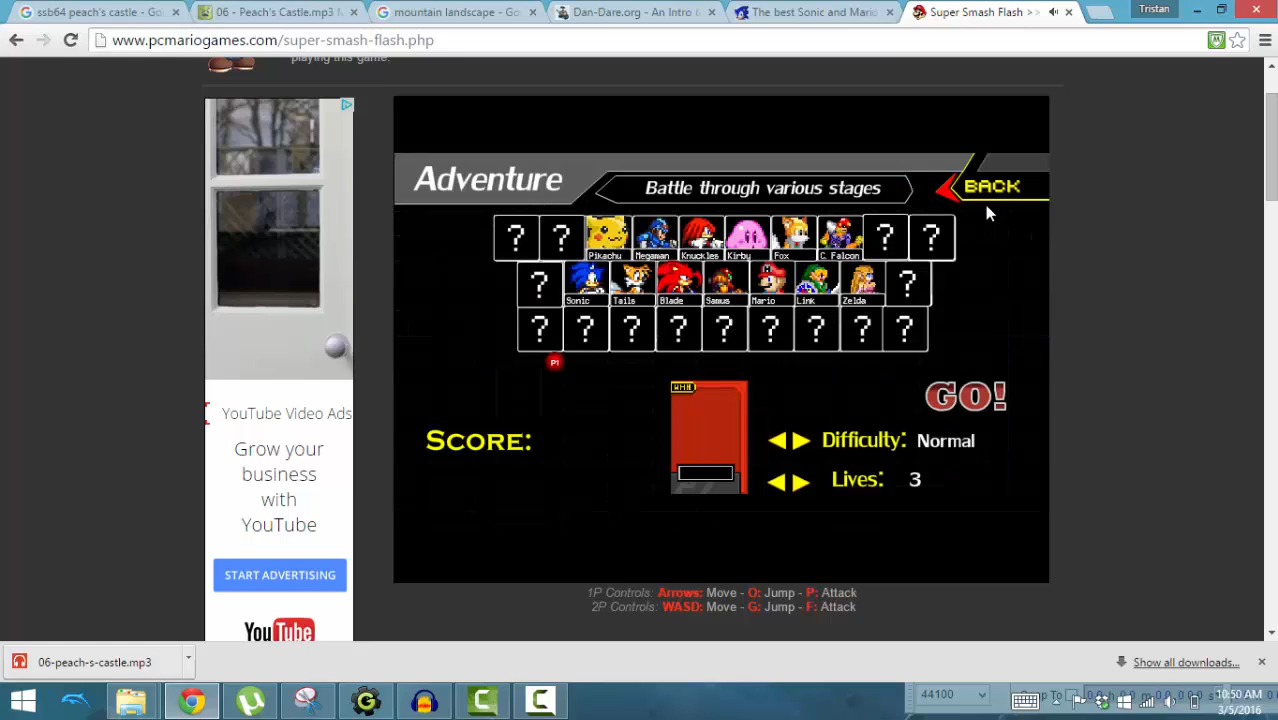 ssb64 peach's castle - Go
06 - Peach's Castle.mp3
mountain landscape - Go
Dan-Dare.org - An Intro
The best Sonic and Mario
Super Smash Flash >>
Tristan
www.pcmariogames.com/super-smash-flash.php
playing this game.
Adventure
Battle through various stages
BACK
? ? Pikachu Megaman Knuckles Kirby Fox C. Falcon ? ?
? Sonic Tails Blade Samus Mario Link Zelda ?
? ? ? ? ? ? ? ? ?
P1
GO!
SCORE:
Difficulty: Normal
Lives: 3
YouTube Video Ads
Grow your
business
with
YouTube
START ADVERTISING
YouTube
1P Controls: Arrows: Move - O: Jump - P: Attack
2P Controls: WASD: Move - G: Jump - F: Attack
06-peach-s-castle.mp3
Show all downloads...
44100
10:50 AM
3/5/2016